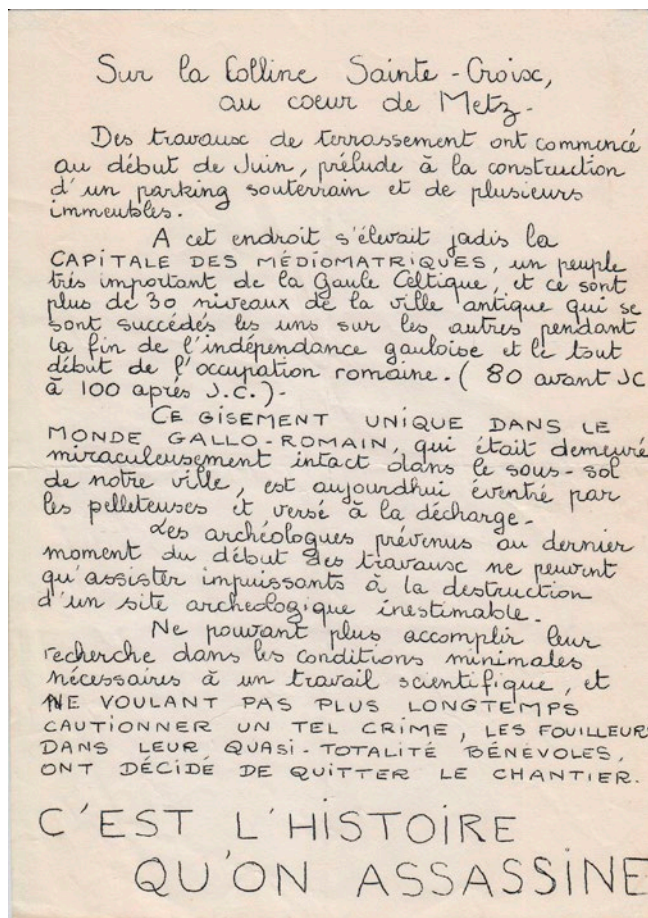 Sur la Colline Sainte-Croix,
au coeur de Metz-
Des travaux de terrassement ont commencé
au début de Juin, prélude à la construction
d'un parking souterrain et de plusieurs
immeubles.
A cet endroit s'élevait jadis la
CAPITALE DES MÉDIOMATRIQUES, un peuple
très important de la Gaule Celtique, et ce sont
plus de 30 niveaux de la ville antique qui se
sont succédés les uns sur les autres pendant
la fin de l'indépendance gauloise et le tout
début de l'occupation romaine. ( 80 avant JC
à 100 après J.C.)-
CE GISEMENT UNIQUE DANS LE
MONDE GALLO-ROMAIN, qui était demeuré
miraculeusement intact dans le sous-sol
de notre ville, est aujourd'hui éventré par
les pelleteuses et versé à la décharge-
Les archéologues prévenus au dernier
moment du début des travaux ne peuvent
qu'assister impuissants à la destruction
d'un site archéologique inestimable-
Ne pouvant plus accomplir leur
recherche dans les conditions minimales
nécessaires à un travail scientifique, et
NE VOULANT PAS PLUS LONGTEMPS
CAUTIONNER UN TEL CRIME, LES FOUILLEURS
DANS LEUR QUASI-TOTALITÉ BÉNÉVOLES,
ONT DÉCIDÉ DE QUITTER LE CHANTIER.
C'EST L'HISTOIRE
QU'ON ASSASSINE